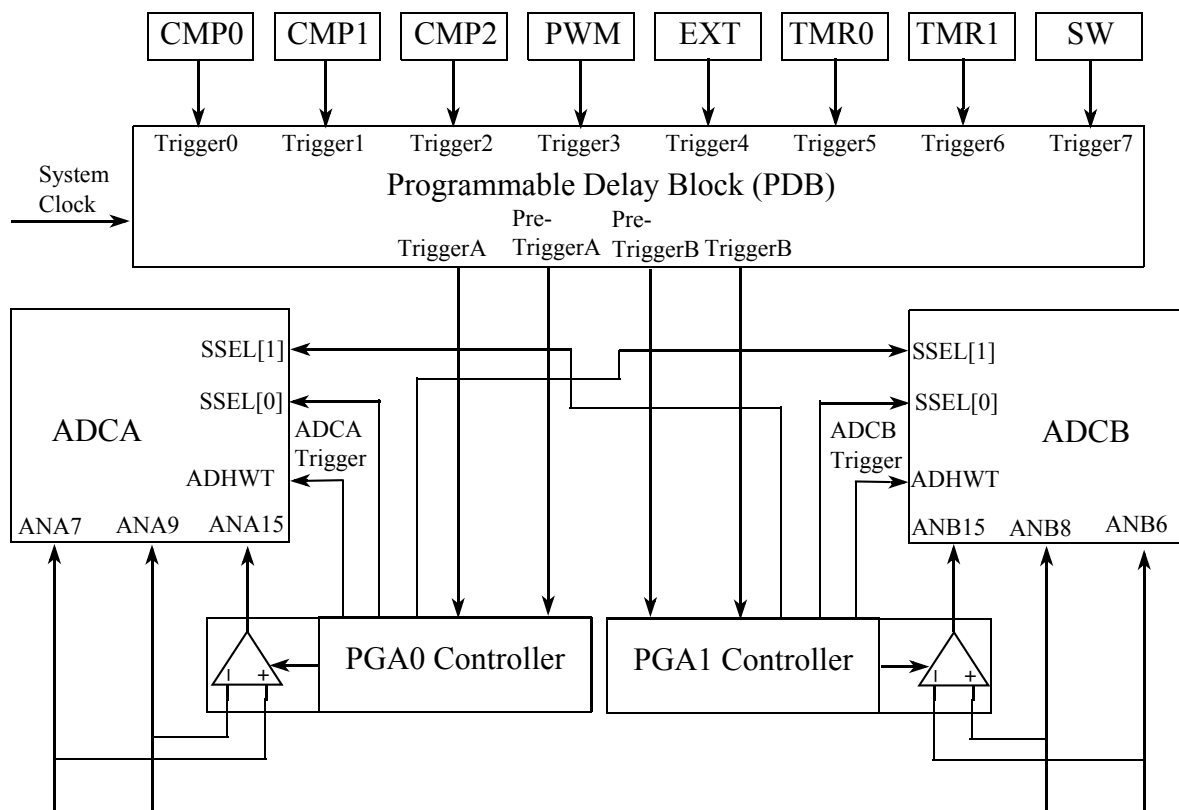 CMP0 CMP1 CMP2 PWM EXT TMR0 TMR1 SW
Trigger0 Trigger1 Trigger2 Trigger3 Trigger4 Trigger5 Trigger6 Trigger7
System
Clock
Programmable Delay Block (PDB)
TriggerA
Pre-
TriggerA
Pre-
TriggerB
TriggerB
SSEL[1]
SSEL[0]
ADCA
ADCA
Trigger
ADHWT
ANA7 ANA9 ANA15
SSEL[1]
SSEL[0]
ADCB
Trigger
ADCB
ADHWT
ANB15 ANB8 ANB6
- +
PGA0 Controller
PGA1 Controller
- +